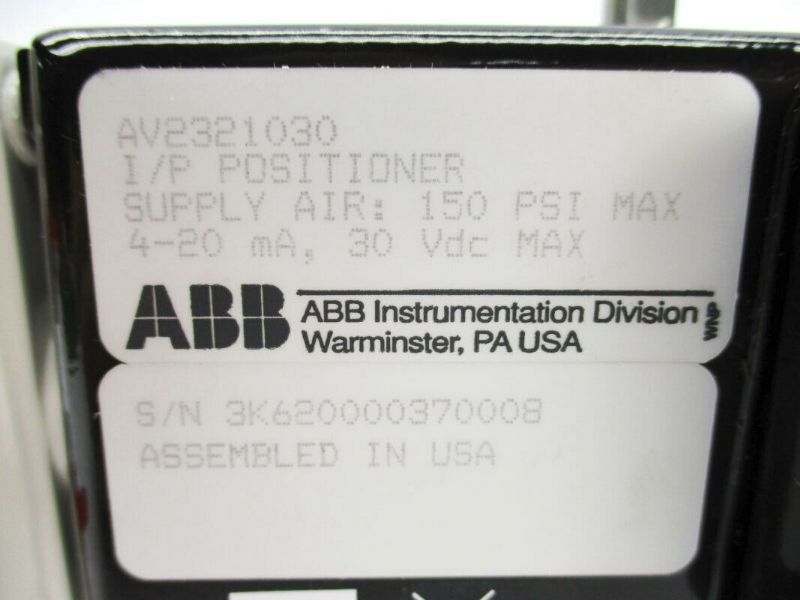 AV2321030
I/P POSITIONER
SUPPLY AIR: 150 PSI MAX
4-20 mA, 30 Vdc MAX
ABB
ABB Instrumentation Division
Warminster, PA USA
WNP
S/N 3K620000370008
ASSEMBLED IN USA